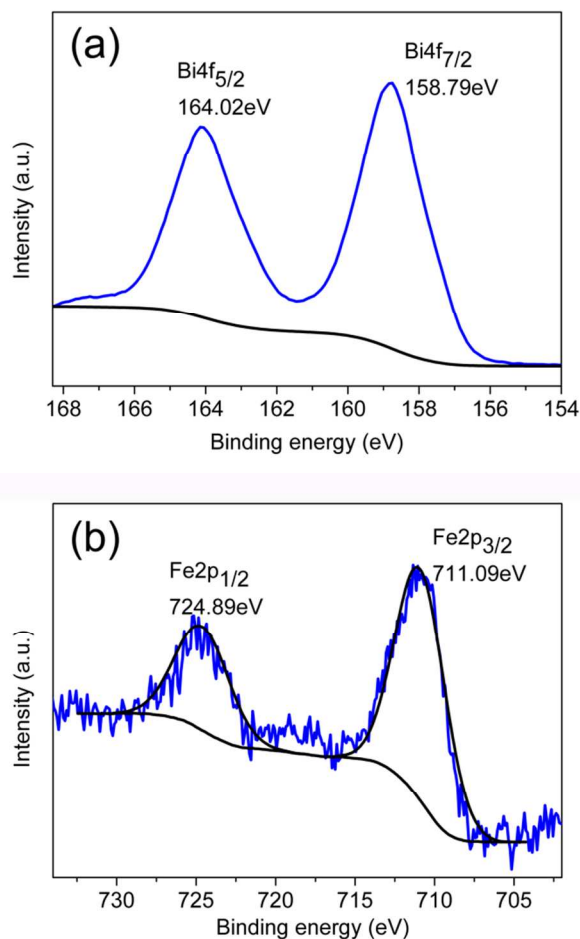 (a)
Bi4f5/2
164.02eV
Bi4f7/2
158.79eV
Intensity (a.u.)
168 166 164 162 160 158 156 154
Binding energy (eV)
(b)
Fe2p1/2
724.89eV
Fe2p3/2
711.09eV
Intensity (a.u.)
730 725 720 715 710 705
Binding energy (eV)